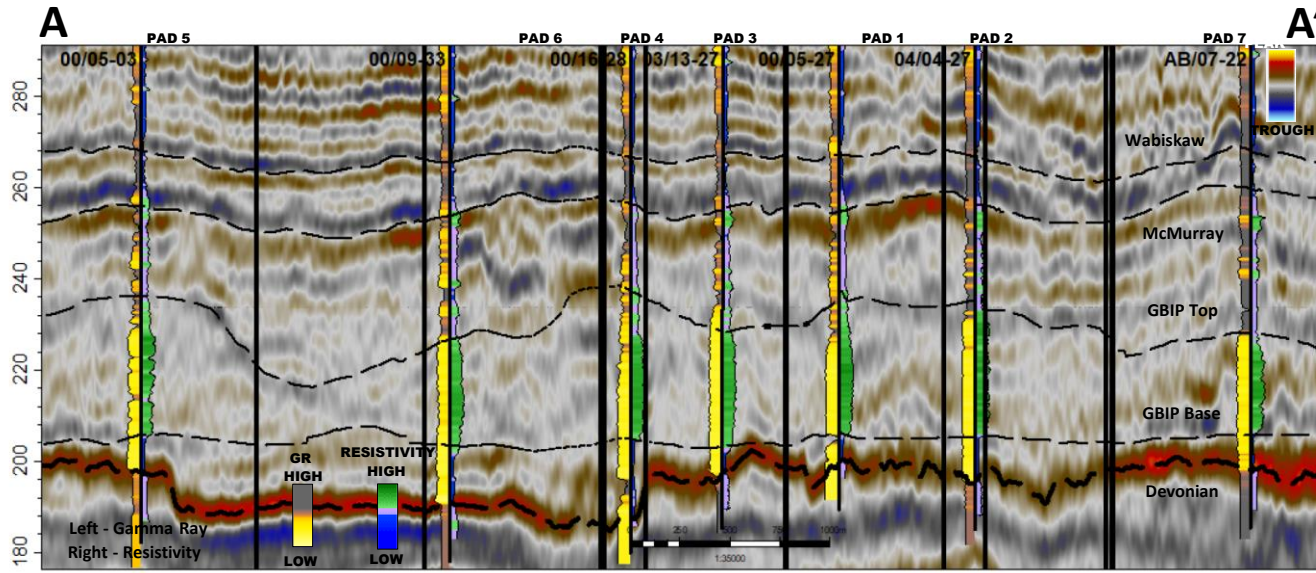 A
A'
PAD 5
PAD 6
PAD 4
PAD 3
PAD 1
PAD 2
PAD 7
00/05-03
00/09-33
00/16-28
03/13-27
00/05-27
04/04-27
AB/07-22
PEAK
TROUGH
280
260
240
220
200
180
Wabiskaw
McMurray
GBIP Top
GBIP Base
Devonian
GR
HIGH
LOW
RESISTIVITY
HIGH
LOW
Left - Gamma Ray
Right - Resistivity
250
500
750
1000m
1:35000